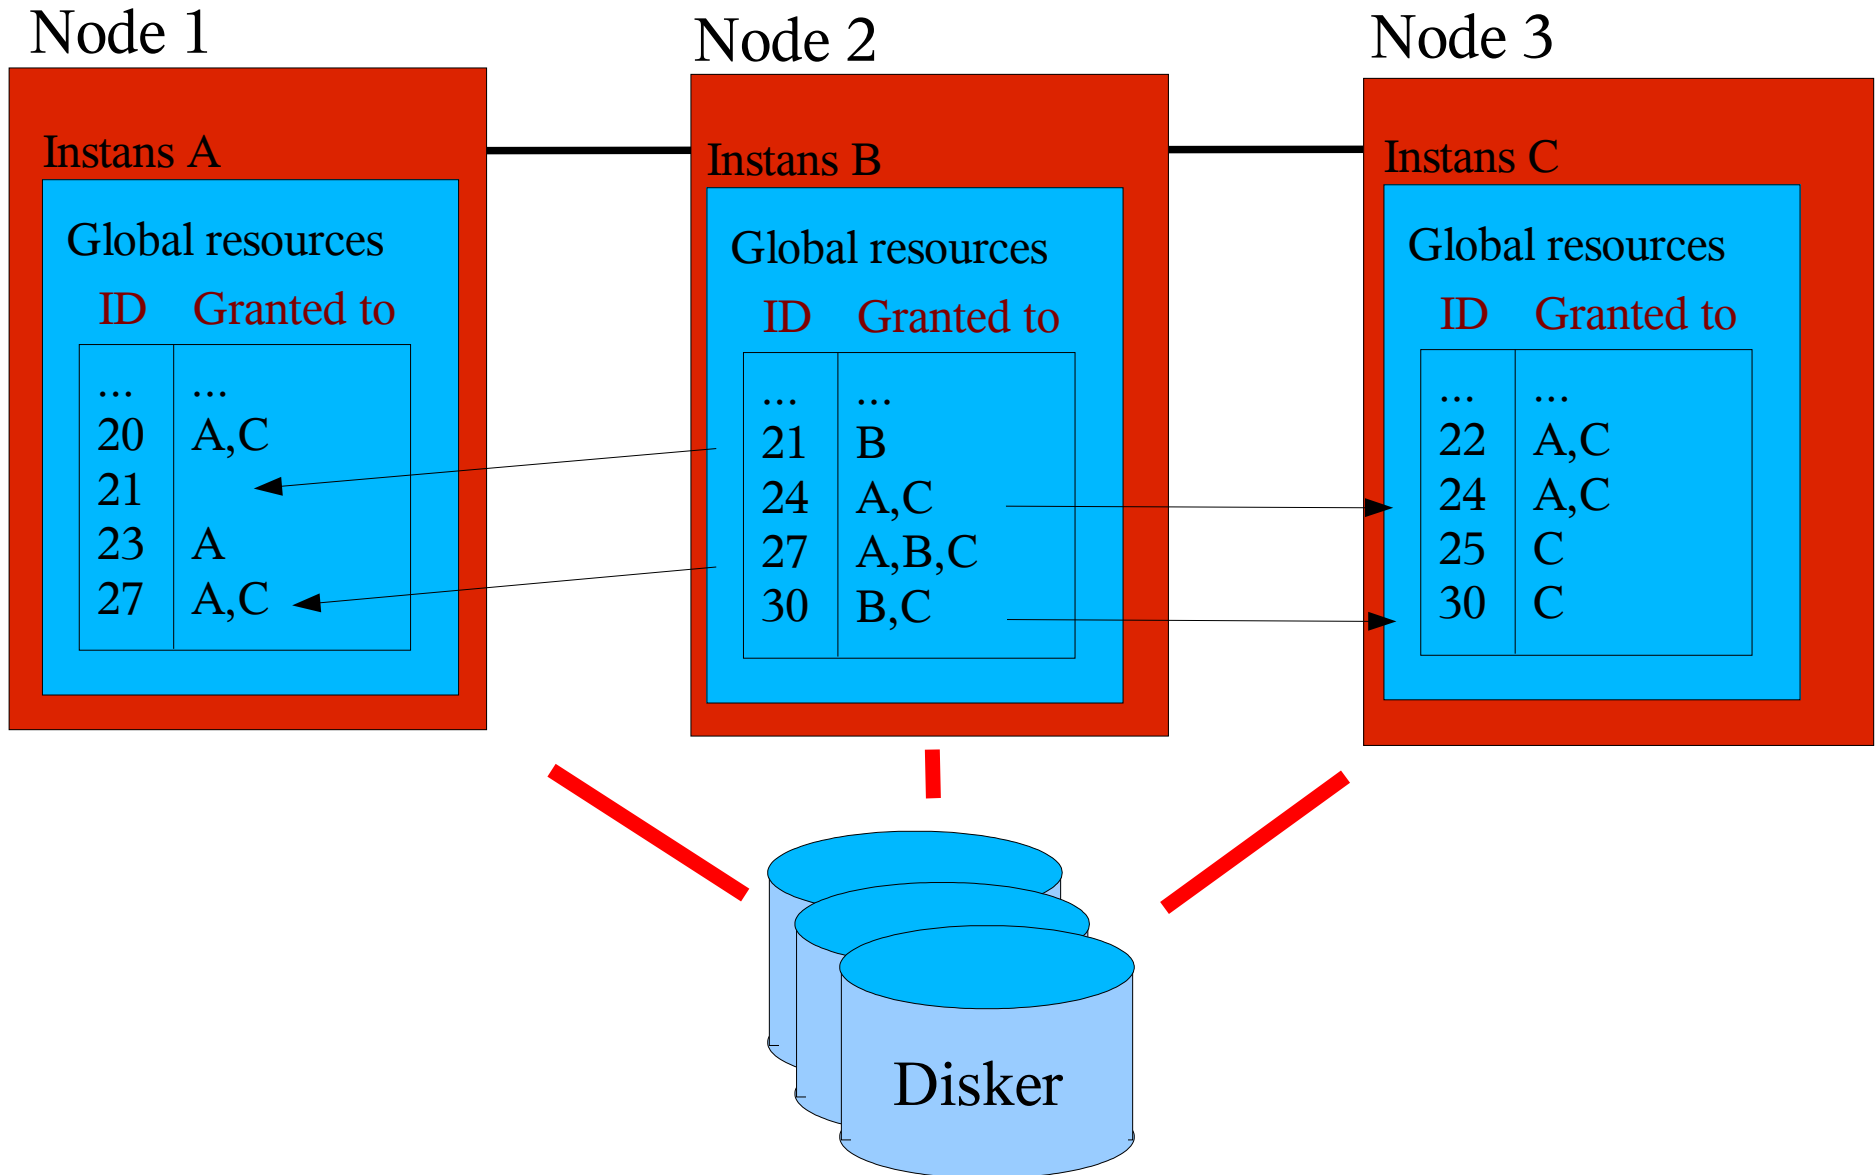 Node 1
Instans A
Global resources
ID Granted to
... ...
20 A,C
21
23 A
27 A,C
Node 2
Instans B
Global resources
ID Granted to
... ...
21 B
24 A,C
27 A,B,C
30 B,C
Node 3
Instans C
Global resources
ID Granted to
... ...
22 A,C
24 A,C
25 C
30 C
Disker